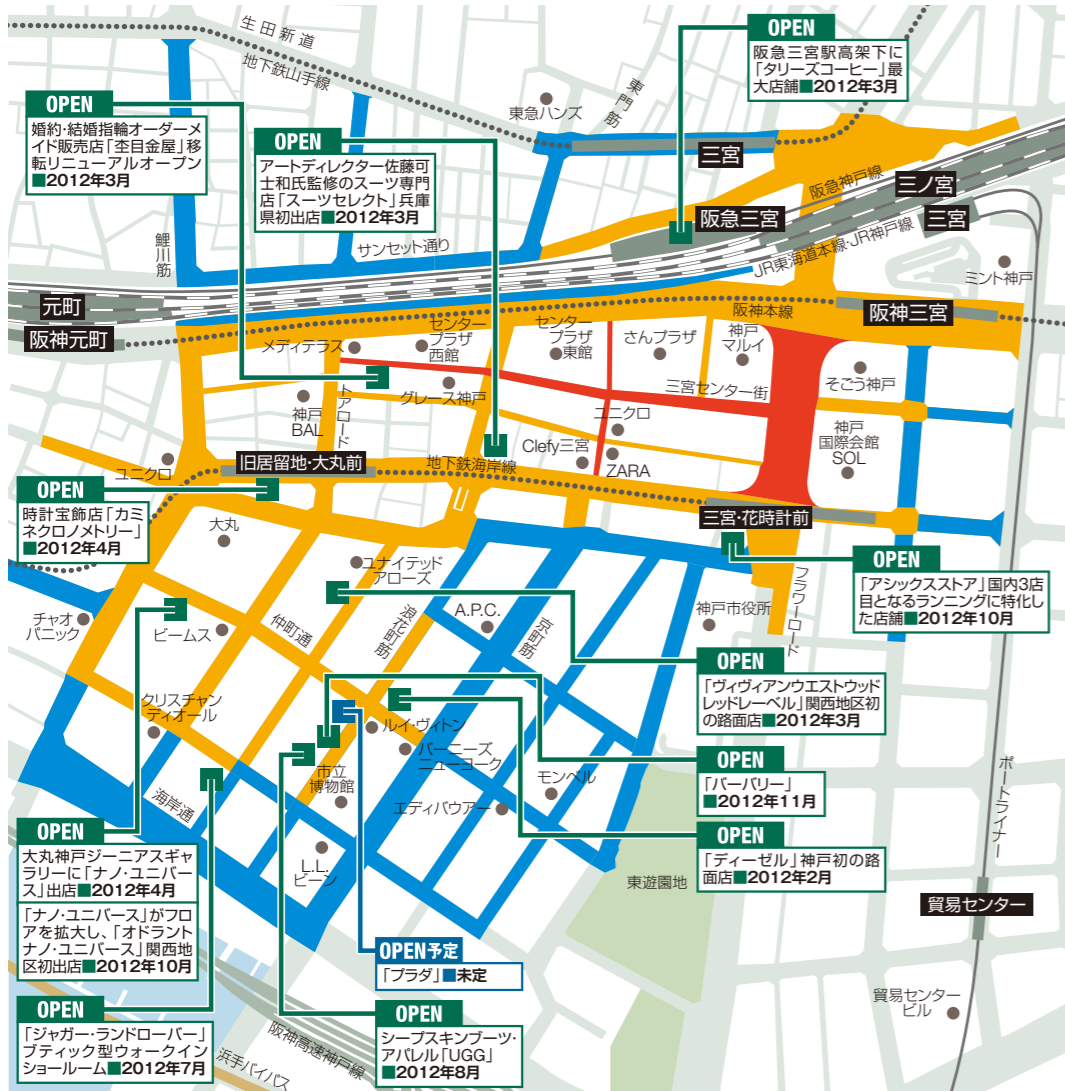 生田新道
地下鉄山手線
東急ハンズ
東門筋
OPEN
阪急三宮駅高架下に
「タリーズコーヒー」最
大店舗■2012年3月
OPEN
婚約・結婚指輪オーダーメ
イド販売店「杢目金屋」移
転リニューアルオープン
■2012年3月
OPEN
アートディレクター佐藤可
士和氏監修のスーツ専門
店「スーツセレクト」兵庫
県初出店■2012年3月
三宮
阪急神戸線
三ノ宮
阪急三宮
三宮
JR東海道本線・JR神戸線
ミント神戸
鯉川筋
サンセット通り
元町
阪神元町
阪神本線
阪神三宮
メディテラス
センター
プラザ
西館
センター
プラザ
東館
さんプラザ
神戸
マルイ
そごう神戸
グレース神戸
三宮センター街
神戸
BAL
トアロード
ユニクロ
Clefy三宮
ZARA
神戸
国際会館
SOL
ユニクロ
旧居留地・大丸前
地下鉄海岸線
三宮・花時計前
OPEN
時計宝飾店「カミ
ネクロノメトリー」
■2012年4月
大丸
ユナイテッド
アローズ
OPEN
「アシックスストア」国内3店
目となるランニングに特化し
た店舗■2012年10月
チャオ
パニック
ビームス
仲町通
浪花町筋
A.P.C.
京町筋
神戸市役所
フラワーロード
OPEN
「ヴィヴィアンウエストウッド
レッドレーベル」関西地区初
の路面店■2012年3月
クリスチャン
ディオール
ルイ・ヴィトン
バーニーズ
ニューヨーク
市立
博物館
モンベル
エディバウアー
海岸通
L.L.
ビーン
OPEN
「バーバリー」
■2012年11月
OPEN
「ディーゼル」神戸初の路
面店■2012年2月
東遊園地
ポートライナー
貿易センター
貿易センター
ビル
OPEN
大丸神戸ジーニアスギャ
ラリーに「ナノ・ユニバー
ス」出店■2012年4月
「ナノ・ユニバース」がフロ
アを拡大し、「オドラント
ナノ・ユニバース」関西地
区初出店■2012年10月
OPEN予定
「プラダ」■未定
OPEN
「ジャガー・ランドローバー」
ブティック型ウォークイン
ショールーム■2012年7月
OPEN
シープスキンブーツ・
アパレル「UGG」
■2012年8月
阪神高速神戸線
浜手バイパス